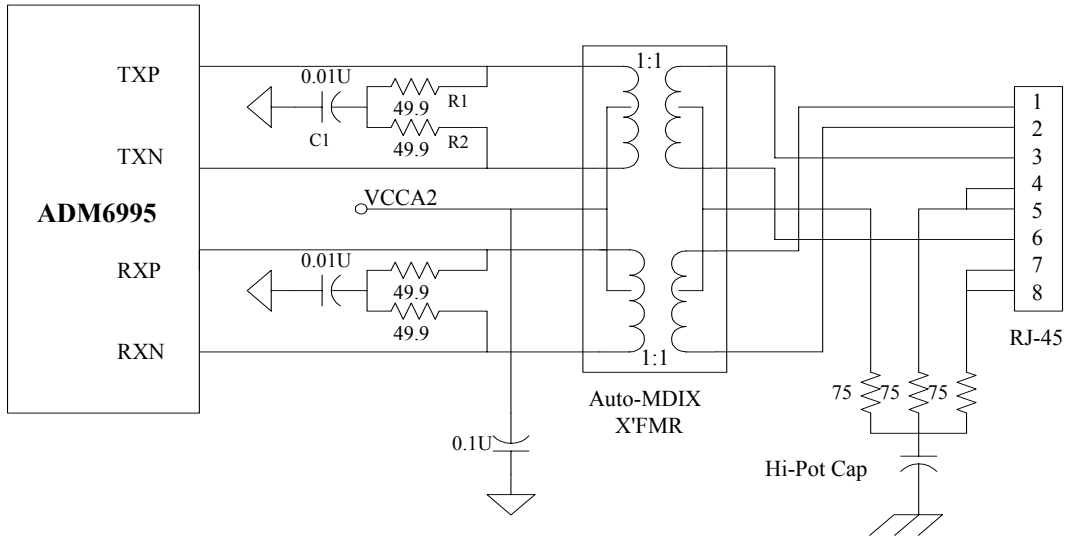 TXP
0.01U
R1
49.9
C1
49.9
R2
TXN
ADM6995
VCCA2
RXP
0.01U
49.9
49.9
RXN
1:1
1:1
Auto-MDIX
X'FMR
0.1U
1
2
3
4
5
6
7
8
RJ-45
75
75
75
Hi-Pot Cap